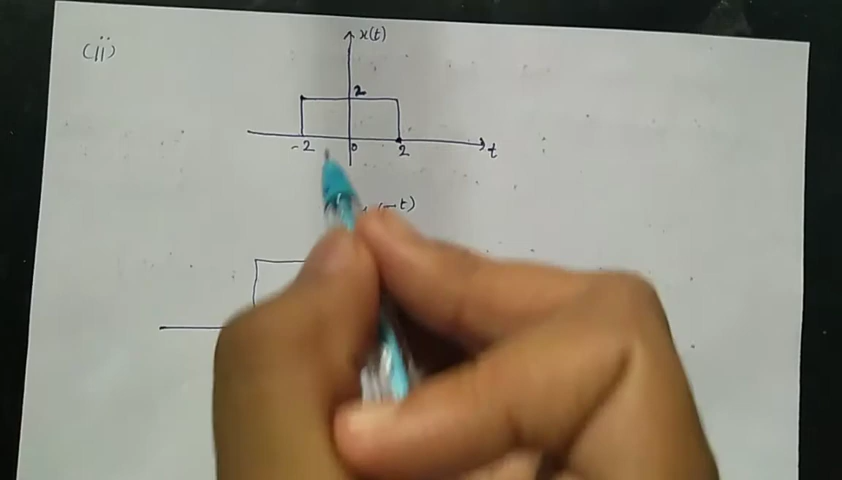 (ii)
x(t)
2
-2 0 2 t
(-t)